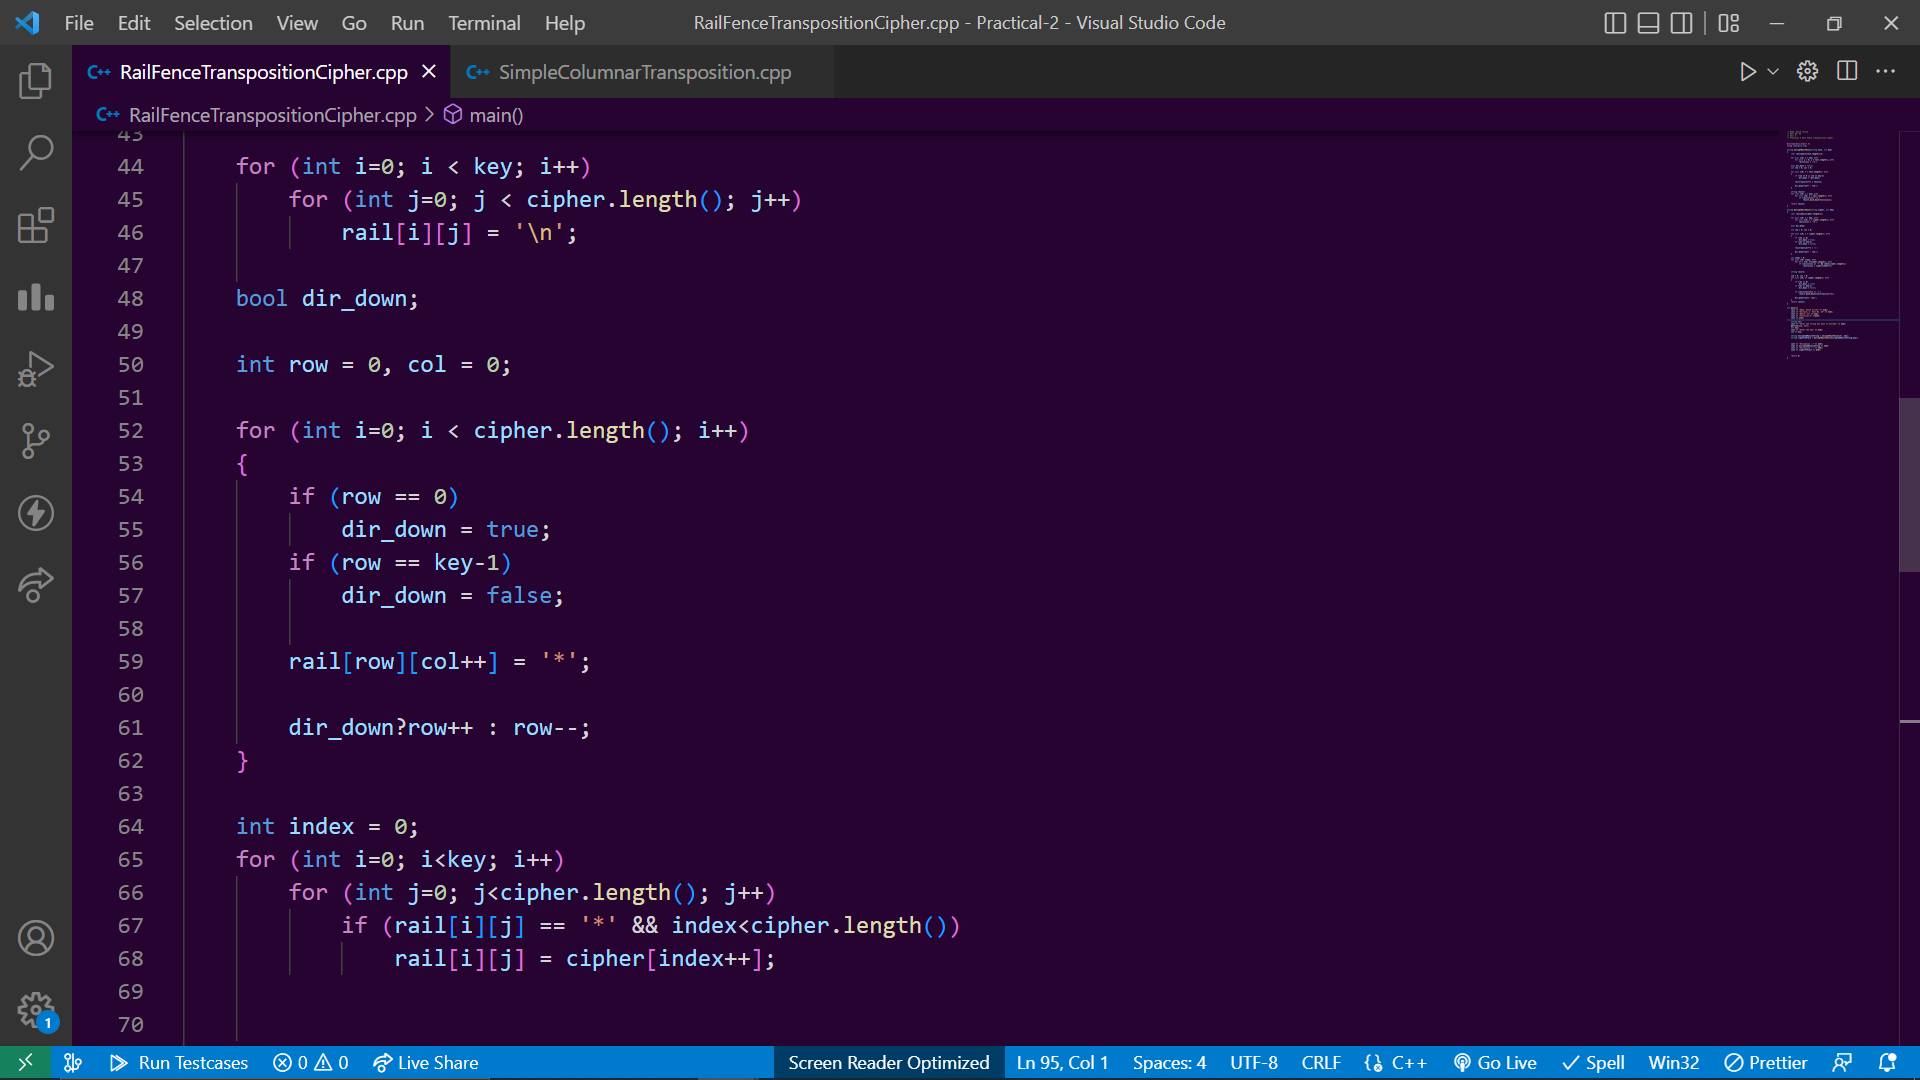 File Edit Selection View Go Run Terminal Help RailFenceTranspositionCipher.cpp - Practical-2 - Visual Studio Code
C++ RailFenceTranspositionCipher.cpp C++ SimpleColumnarTransposition.cpp
C++ RailFenceTranspositionCipher.cpp > main()
43
44 for (int i=0; i < key; i++)
45 for (int j=0; j < cipher.length(); j++)
46 rail[i][j] = '\n';
47
48 bool dir_down;
49
50 int row = 0, col = 0;
51
52 for (int i=0; i < cipher.length(); i++)
53 {
54 if (row == 0)
55 dir_down = true;
56 if (row == key-1)
57 dir_down = false;
58
59 rail[row][col++] = '*';
60
61 dir_down?row++ : row--;
62 }
63
64 int index = 0;
65 for (int i=0; i<key; i++)
66 for (int j=0; j<cipher.length(); j++)
67 if (rail[i][j] == '*' && index<cipher.length())
68 rail[i][j] = cipher[index++];
69
70
1
Run Testcases 0 0 Live Share Screen Reader Optimized Ln 95, Col 1 Spaces: 4 UTF-8 CRLF C++ Go Live Spell Win32 Prettier